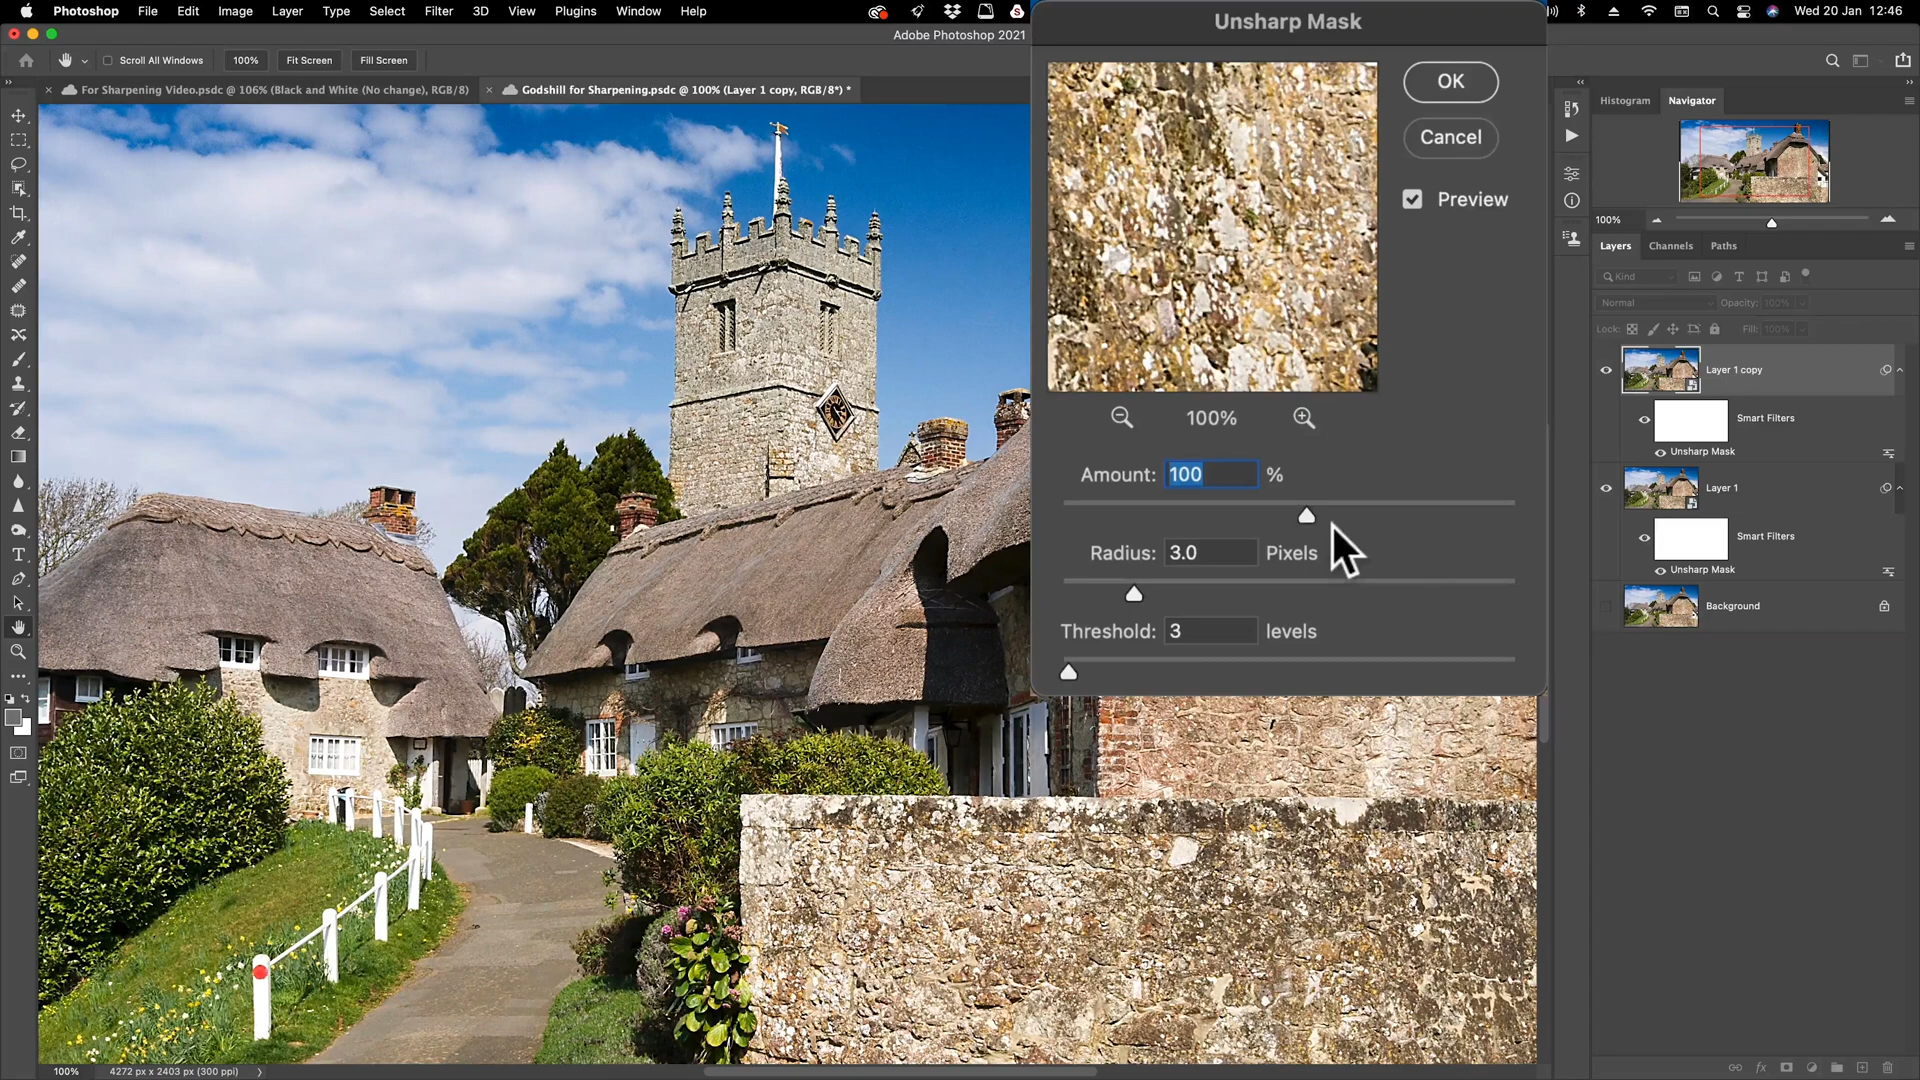 Photoshop File Edit Image Layer Type Select Filter 3D View Plugins Window Help
Wed 20 Jan 12:46
Adobe Photoshop 2021
Scroll All Windows 100% Fit Screen Fill Screen
For Sharpening Video.psdc @ 106% (Black and White (No change), RGB/8)
Godshill for Sharpening.psdc @ 100% (Layer 1 copy, RGB/8*) *
Unsharp Mask
OK
Cancel
Preview
100%
Amount: 100 %
Radius: 3.0 Pixels
Threshold: 3 levels
Histogram Navigator
100%
Layers Channels Paths
Kind
Normal Opacity: 100%
Lock: Fill: 100%
Layer 1 copy
Smart Filters
Unsharp Mask
Layer 1
Smart Filters
Unsharp Mask
Background
100% 4272 px x 2403 px (300 ppi)